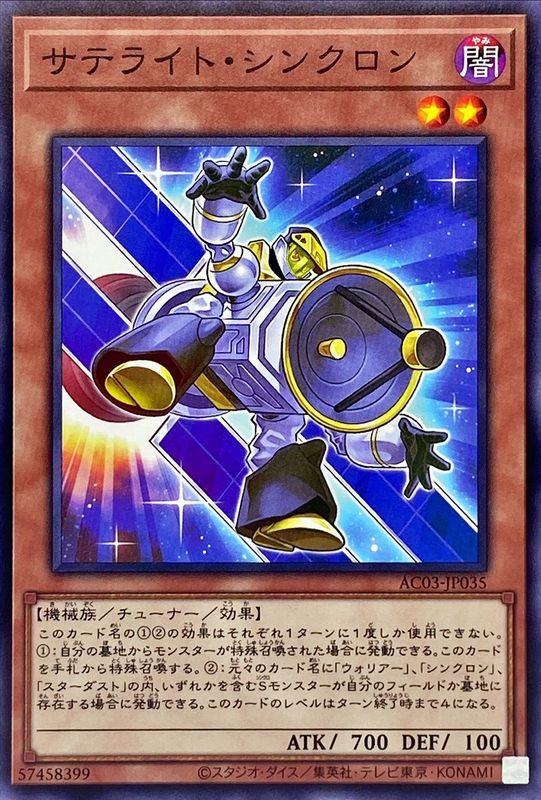 サテライト・シンクロン
闇
AC03-JP035
【機械族／チューナー／効果】
このカード名の①②の効果はそれぞれ１ターンに１度しか使用できない。
①：自分の墓地からモンスターが特殊召喚された場合に発動できる。このカード
を手札から特殊召喚する。②：元々のカード名に「ウォリアー」、「シンクロン」、
「スターダスト」の内、いずれかを含むＳモンスターが自分のフィールドか墓地に
存在する場合に発動できる。このカードのレベルはターン終了時まで４になる。
ATK/ 700 DEF/ 100
57458399
©スタジオ・ダイス／集英社・テレビ東京・KONAMI